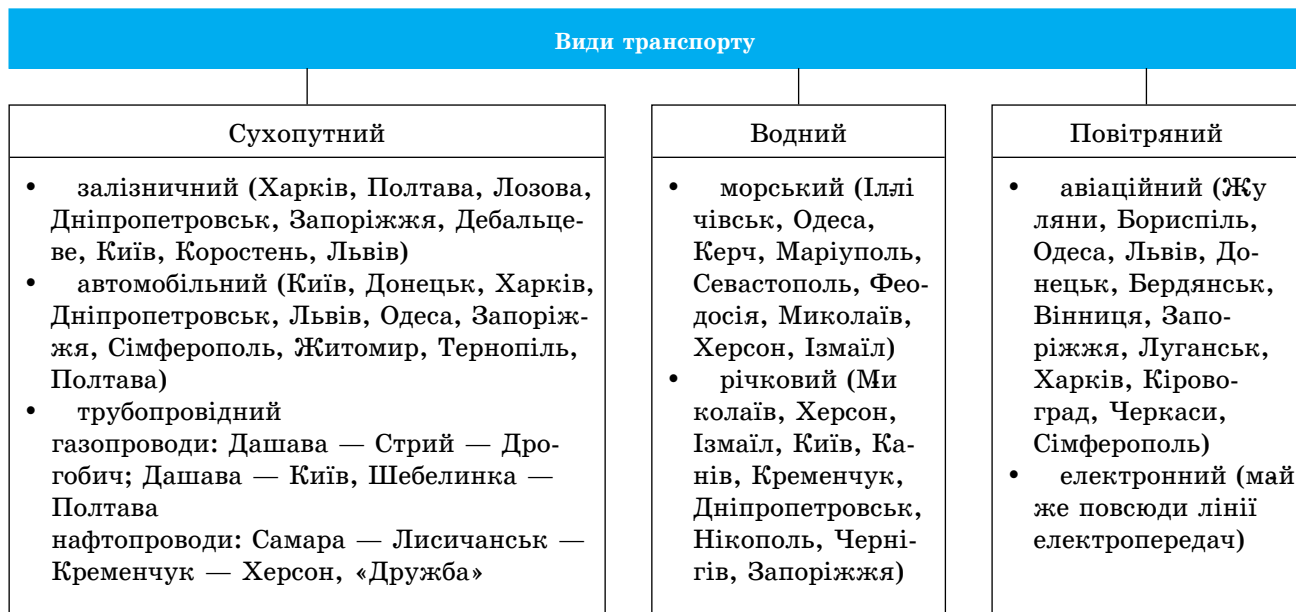 Види транспорту
Сухопутний
• залізничний (Харків, Полтава, Лозова,
Дніпропетровськ, Запоріжжя, Дебальце-
ве, Київ, Коростень, Львів)
• автомобільний (Київ, Донецьк, Харків,
Дніпропетровськ, Львів, Одеса, Запоріж-
жя, Сімферополь, Житомир, Тернопіль,
Полтава)
• трубопровідний
газопроводи: Дашава — Стрий — Дро-
гобич; Дашава — Київ, Шебелинка —
Полтава
нафтопроводи: Самара — Лисичанськ —
Кременчук — Херсон, «Дружба»
Водний
• морський (Іллі
чівськ, Одеса,
Керч, Маріуполь,
Севастополь, Фео-
досія, Миколаїв,
Херсон, Ізмаїл)
• річковий (Ми
колаїв, Херсон,
Ізмаїл, Київ, Ка-
нів, Кременчук,
Дніпропетровськ,
Нікополь, Черні-
гів, Запоріжжя)
Повітряний
• авіаційний (Жу
ляни, Бориспіль,
Одеса, Львів, До-
нецьк, Бердянськ,
Вінниця, Запо-
ріжжя, Луганськ,
Харків, Кірово-
град, Черкаси,
Сімферополь)
• електронний (май
же повсюди лінії
електропередач)